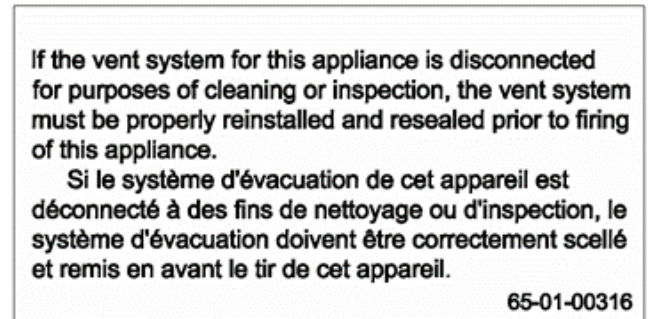 If the vent system for this appliance is disconnected
for purposes of cleaning or inspection, the vent system
must be properly reinstalled and resealed prior to firing
of this appliance.
Si le système d'évacuation de cet appareil est
déconnecté à des fins de nettoyage ou d'inspection, le
système d'évacuation doivent être correctement scellé
et remis en avant le tir de cet appareil.
65-01-00316